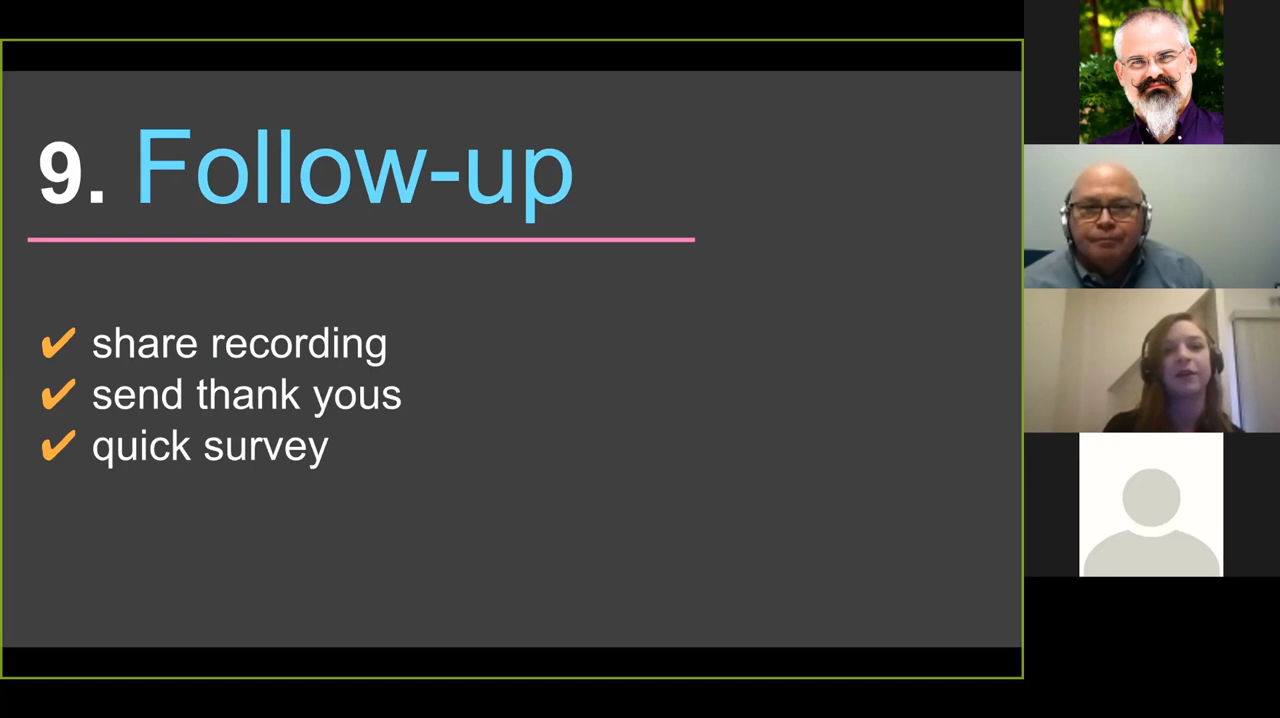 9. Follow-up
✔ share recording
✔ send thank yous
✔ quick survey